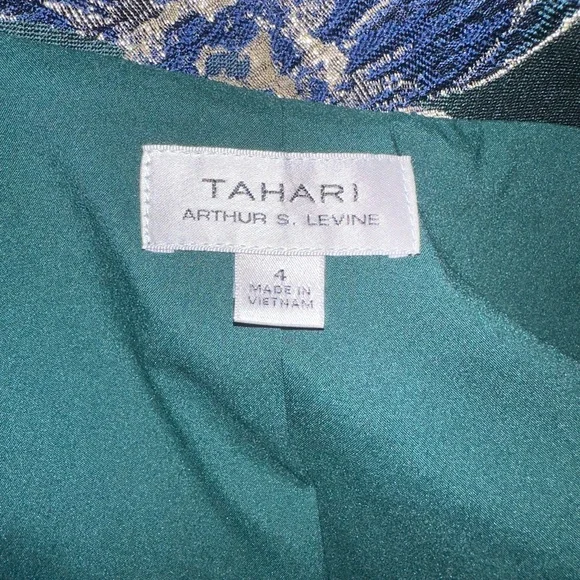 TAHARI
ARTHUR S. LEVINE
4
MADE IN
VIETNAM